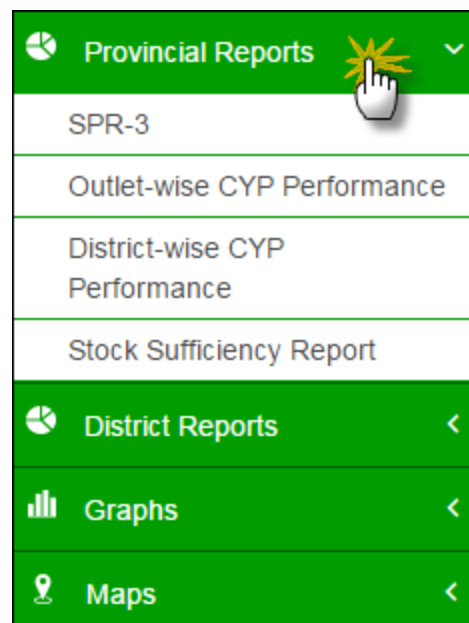 Provincial Reports
SPR-3
Outlet-wise CYP Performance
District-wise CYP
Performance
Stock Sufficiency Report
District Reports
Graphs
Maps